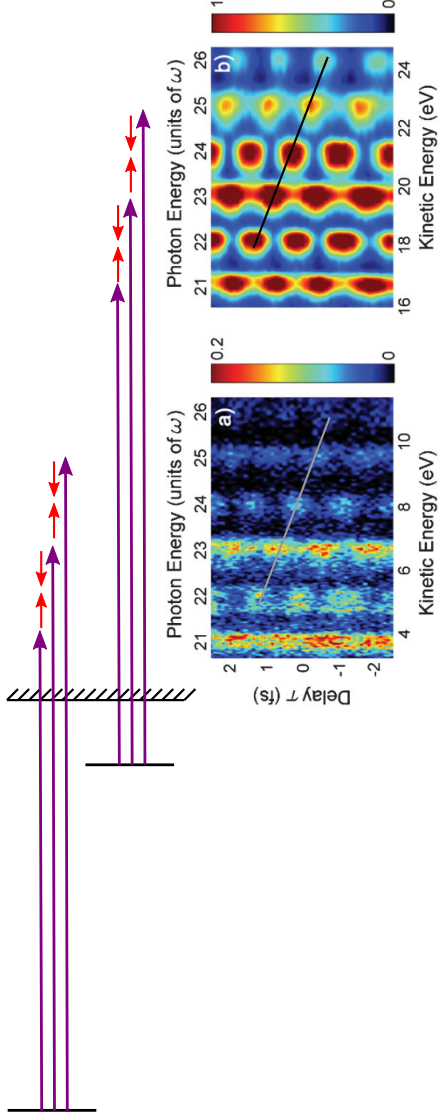 Photon Energy (units of ω)
21 22 23 24 25 26
a)
0.2
0
2
1
0
-1
-2
Delay τ (fs)
4 6 8 10
Kinetic Energy (eV)
Photon Energy (units of ω)
21 22 23 24 25 26
b)
1
0
16 18 20 22 24
Kinetic Energy (eV)